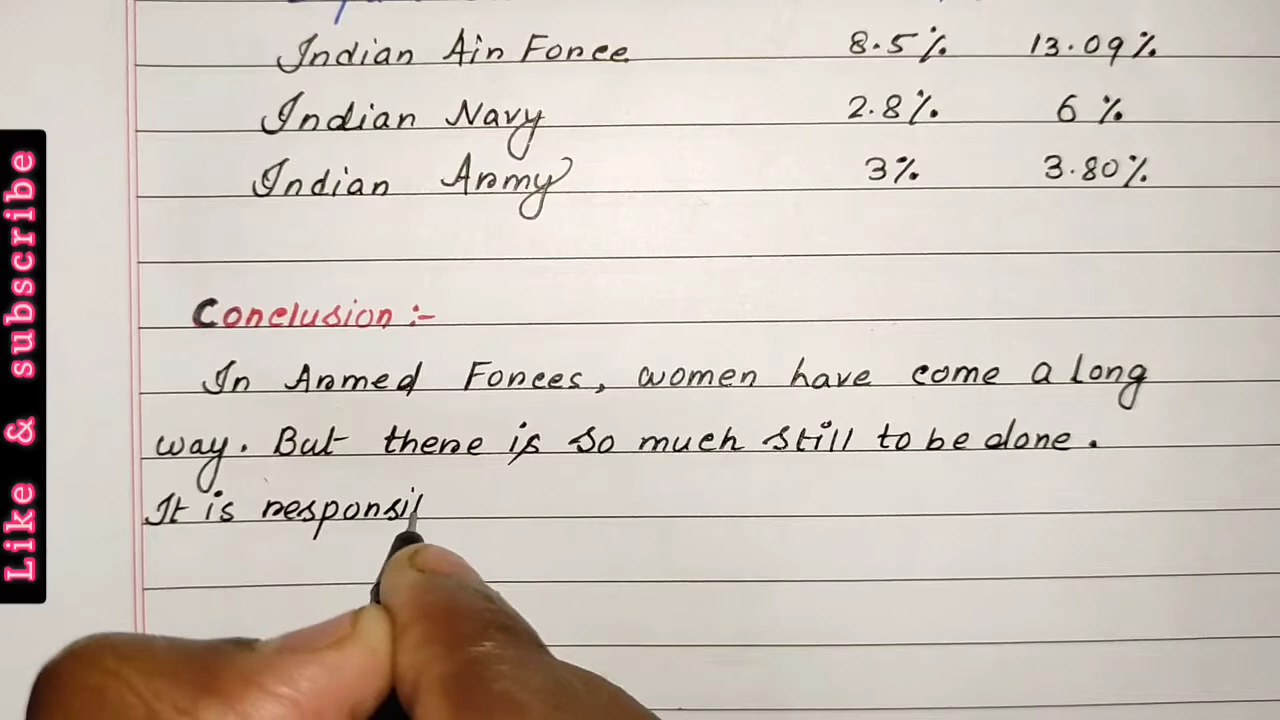 Indian Air Force 8.5% 13.09%
Indian Navy 2.8% 6%
Indian Army 3% 3.80%
Conclusion :-
In Armed Forces, women have come a long
way. But there is so much still to be done.
It is responsi
Like & subscribe